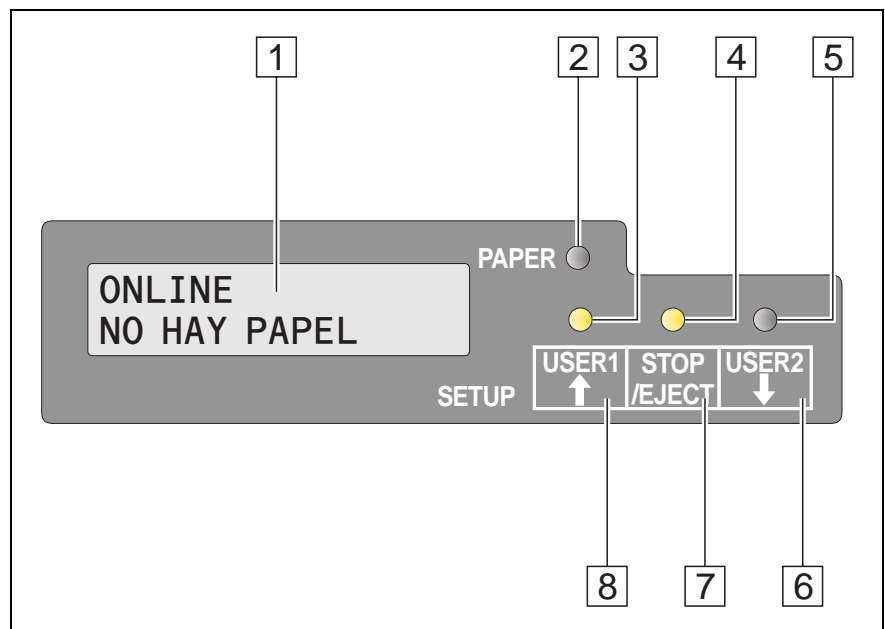 1 2 3 4 5
PAPER
ONLINE
NO HAY PAPEL
USER1 STOP /EJECT USER2
SETUP
8 7 6